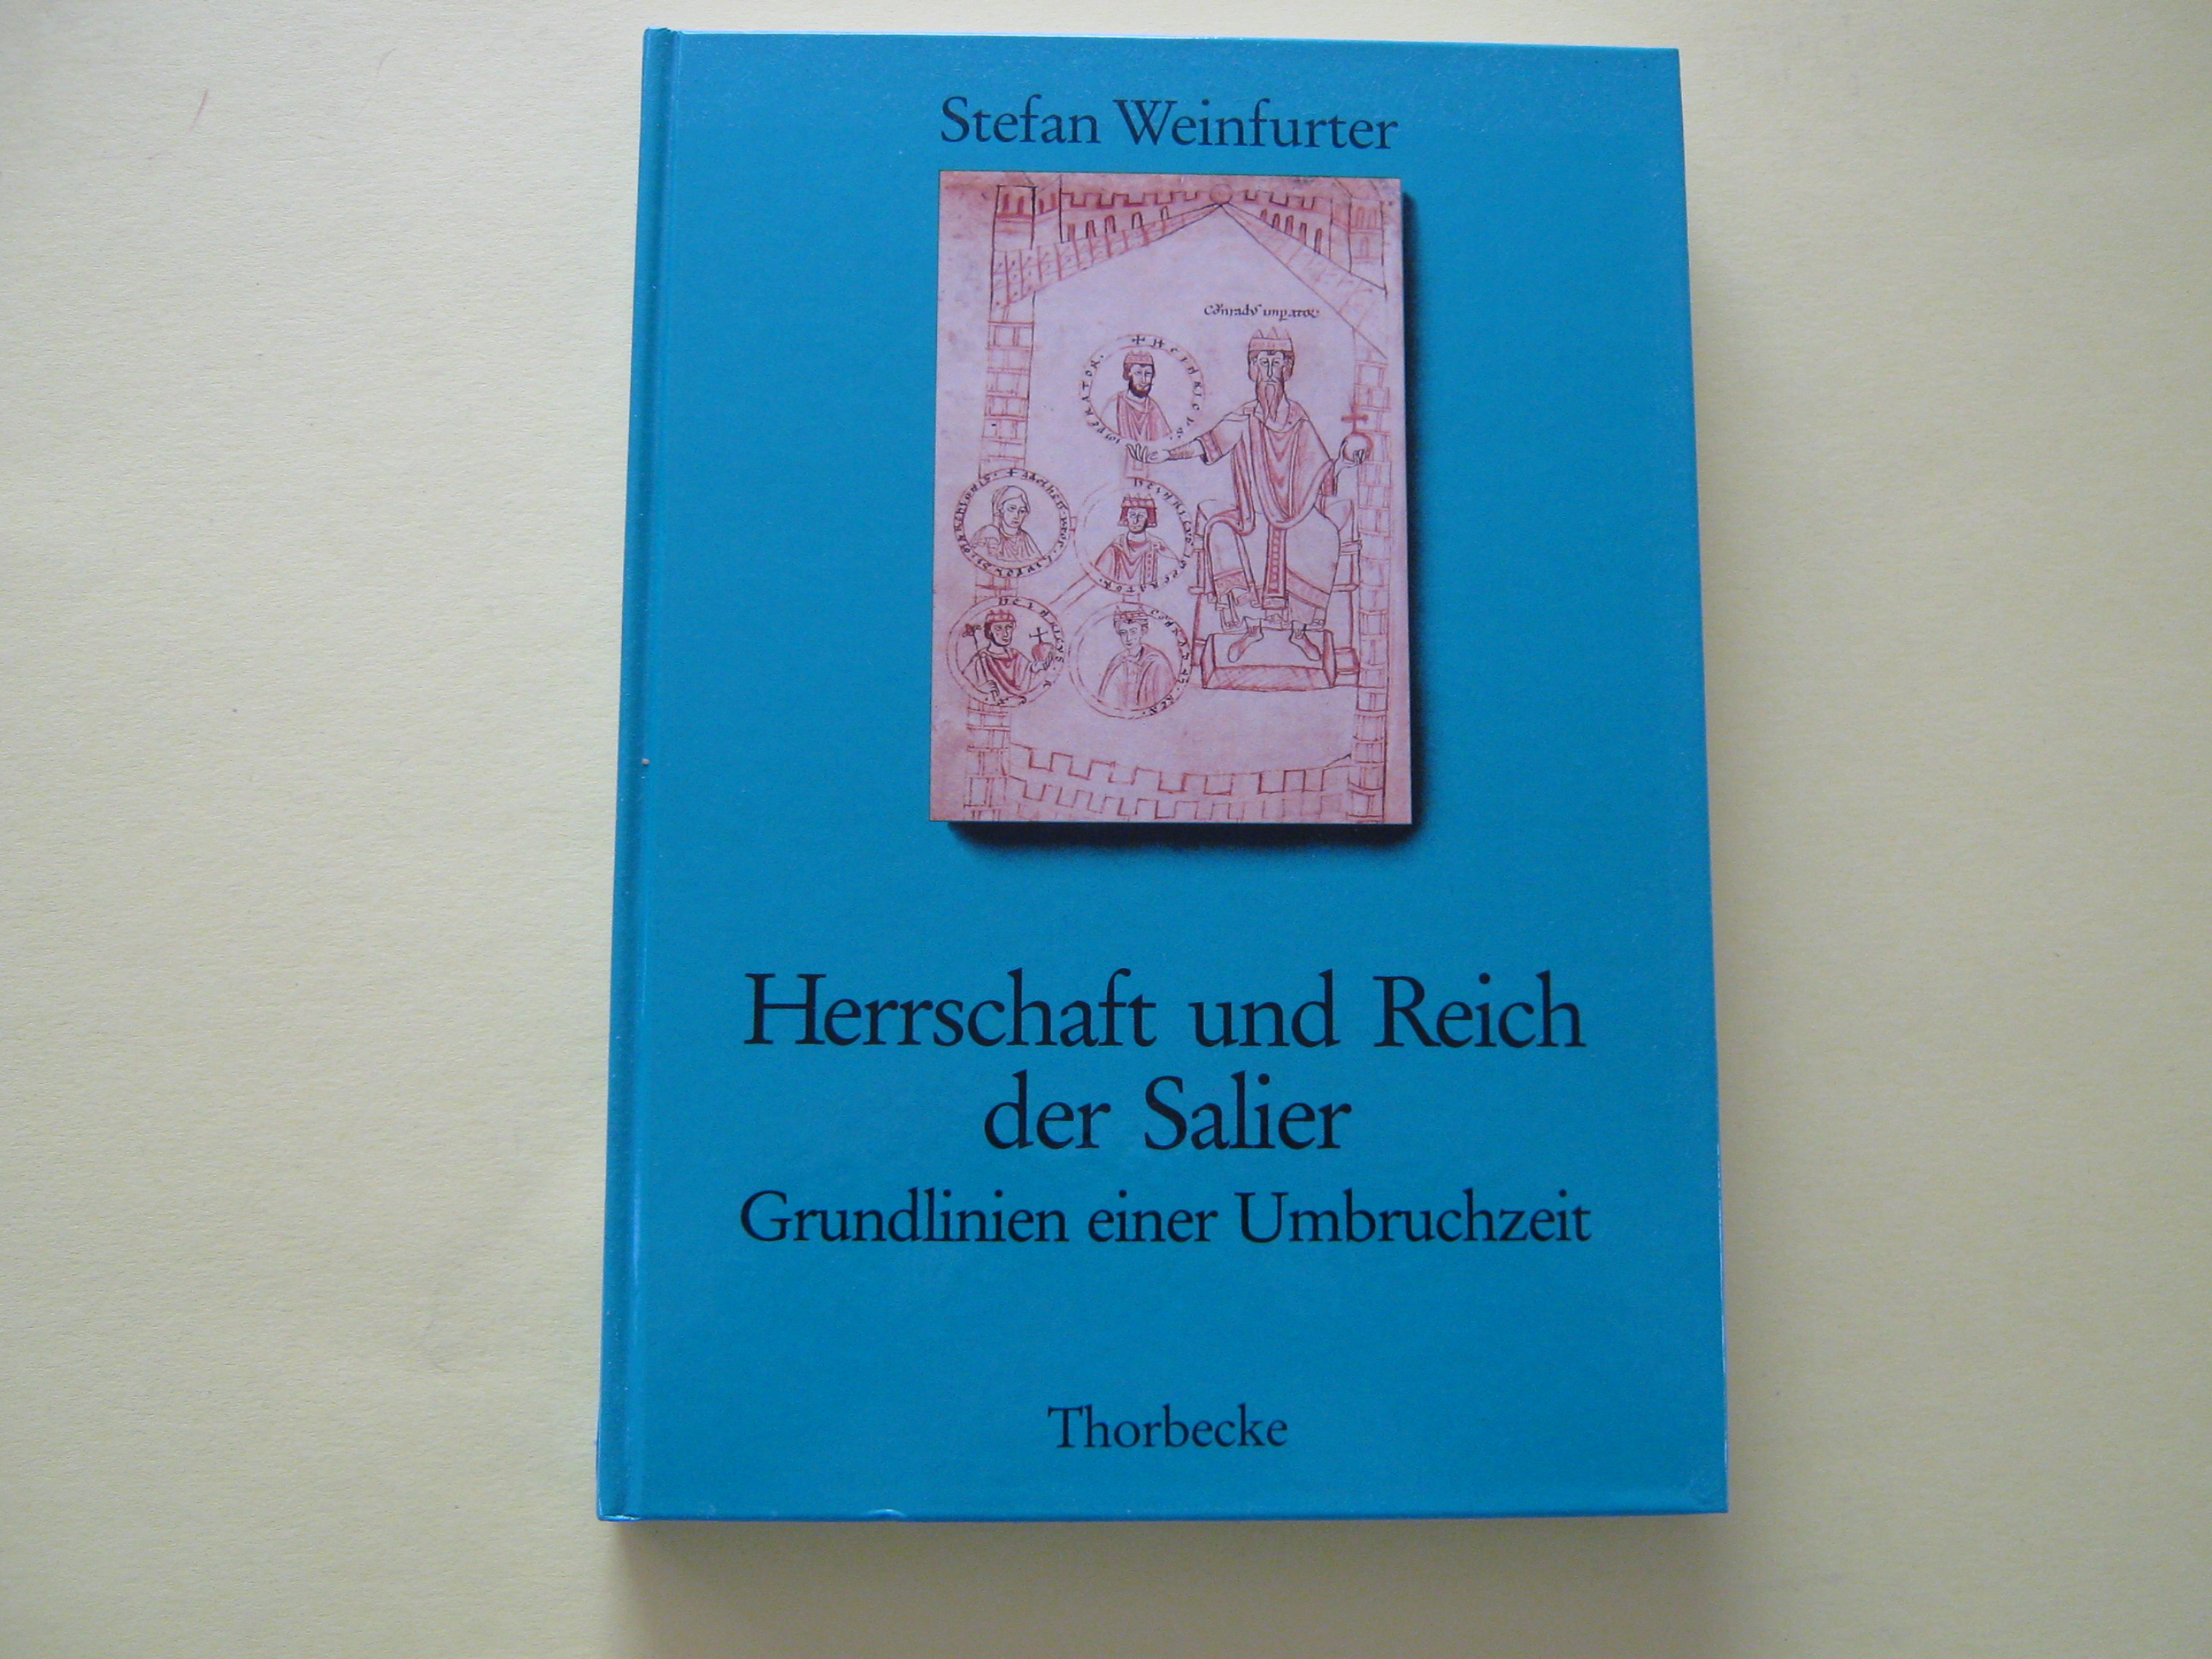 Stefan Weinfurter
Herrschaft und Reich
der Salier
Grundlinien einer Umbruchzeit
Thorbecke